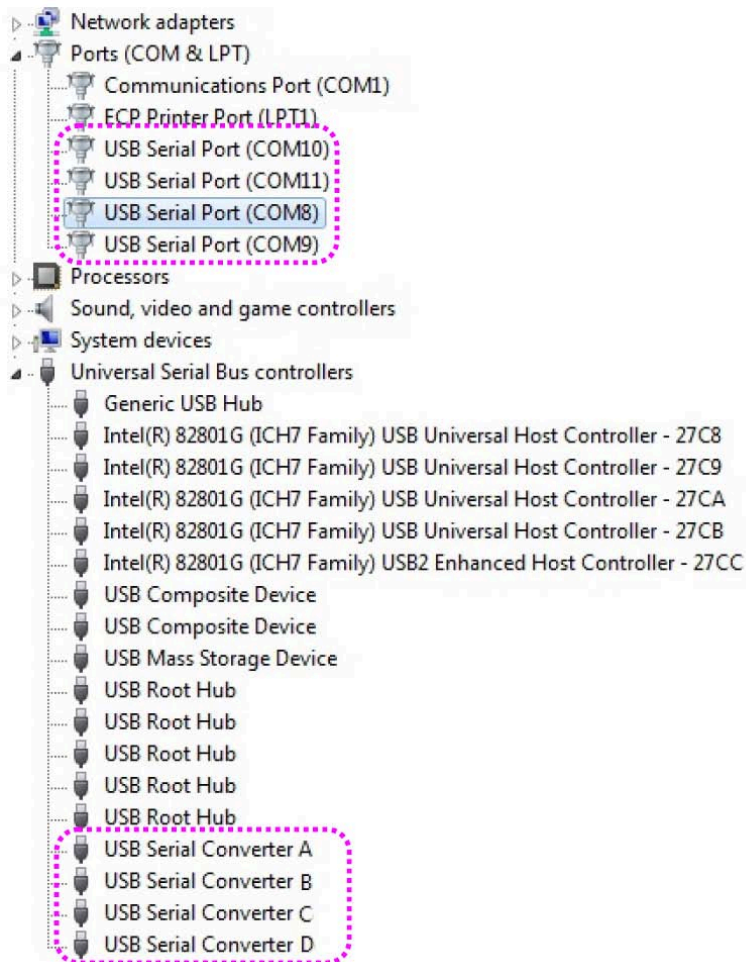 Network adapters
Ports (COM & LPT)
Communications Port (COM1)
ECP Printer Port (LPT1)
USB Serial Port (COM10)
USB Serial Port (COM11)
USB Serial Port (COM8)
USB Serial Port (COM9)
Processors
Sound, video and game controllers
System devices
Universal Serial Bus controllers
Generic USB Hub
Intel(R) 82801G (ICH7 Family) USB Universal Host Controller - 27C8
Intel(R) 82801G (ICH7 Family) USB Universal Host Controller - 27C9
Intel(R) 82801G (ICH7 Family) USB Universal Host Controller - 27CA
Intel(R) 82801G (ICH7 Family) USB Universal Host Controller - 27CB
Intel(R) 82801G (ICH7 Family) USB2 Enhanced Host Controller - 27CC
USB Composite Device
USB Composite Device
USB Mass Storage Device
USB Root Hub
USB Root Hub
USB Root Hub
USB Root Hub
USB Root Hub
USB Serial Converter A
USB Serial Converter B
USB Serial Converter C
USB Serial Converter D